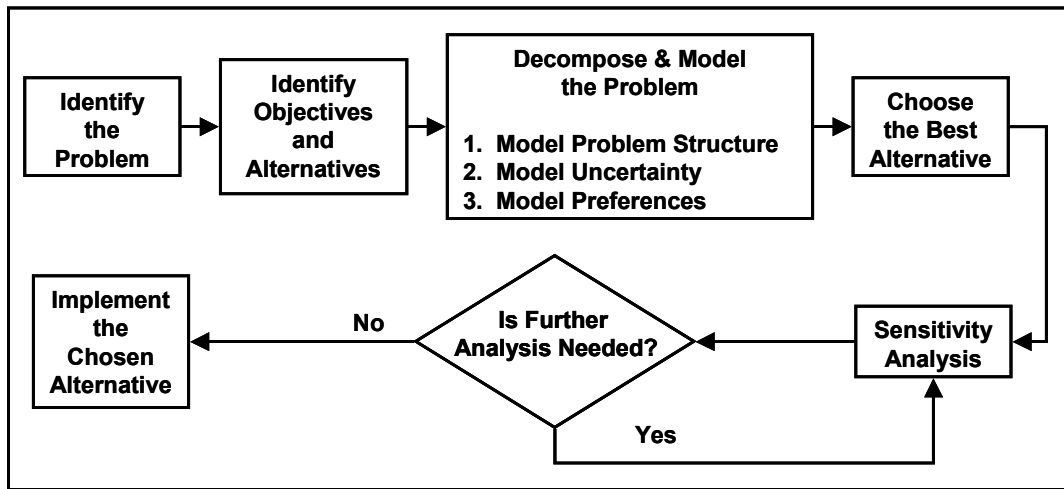 Identify
the
Problem
Identify
Objectives
and
Alternatives
Decompose & Model
the Problem
1. Model Problem Structure
2. Model Uncertainty
3. Model Preferences
Choose
the Best
Alternative
Implement
the
Chosen
Alternative
No
Is Further
Analysis Needed?
Sensitivity
Analysis
Yes